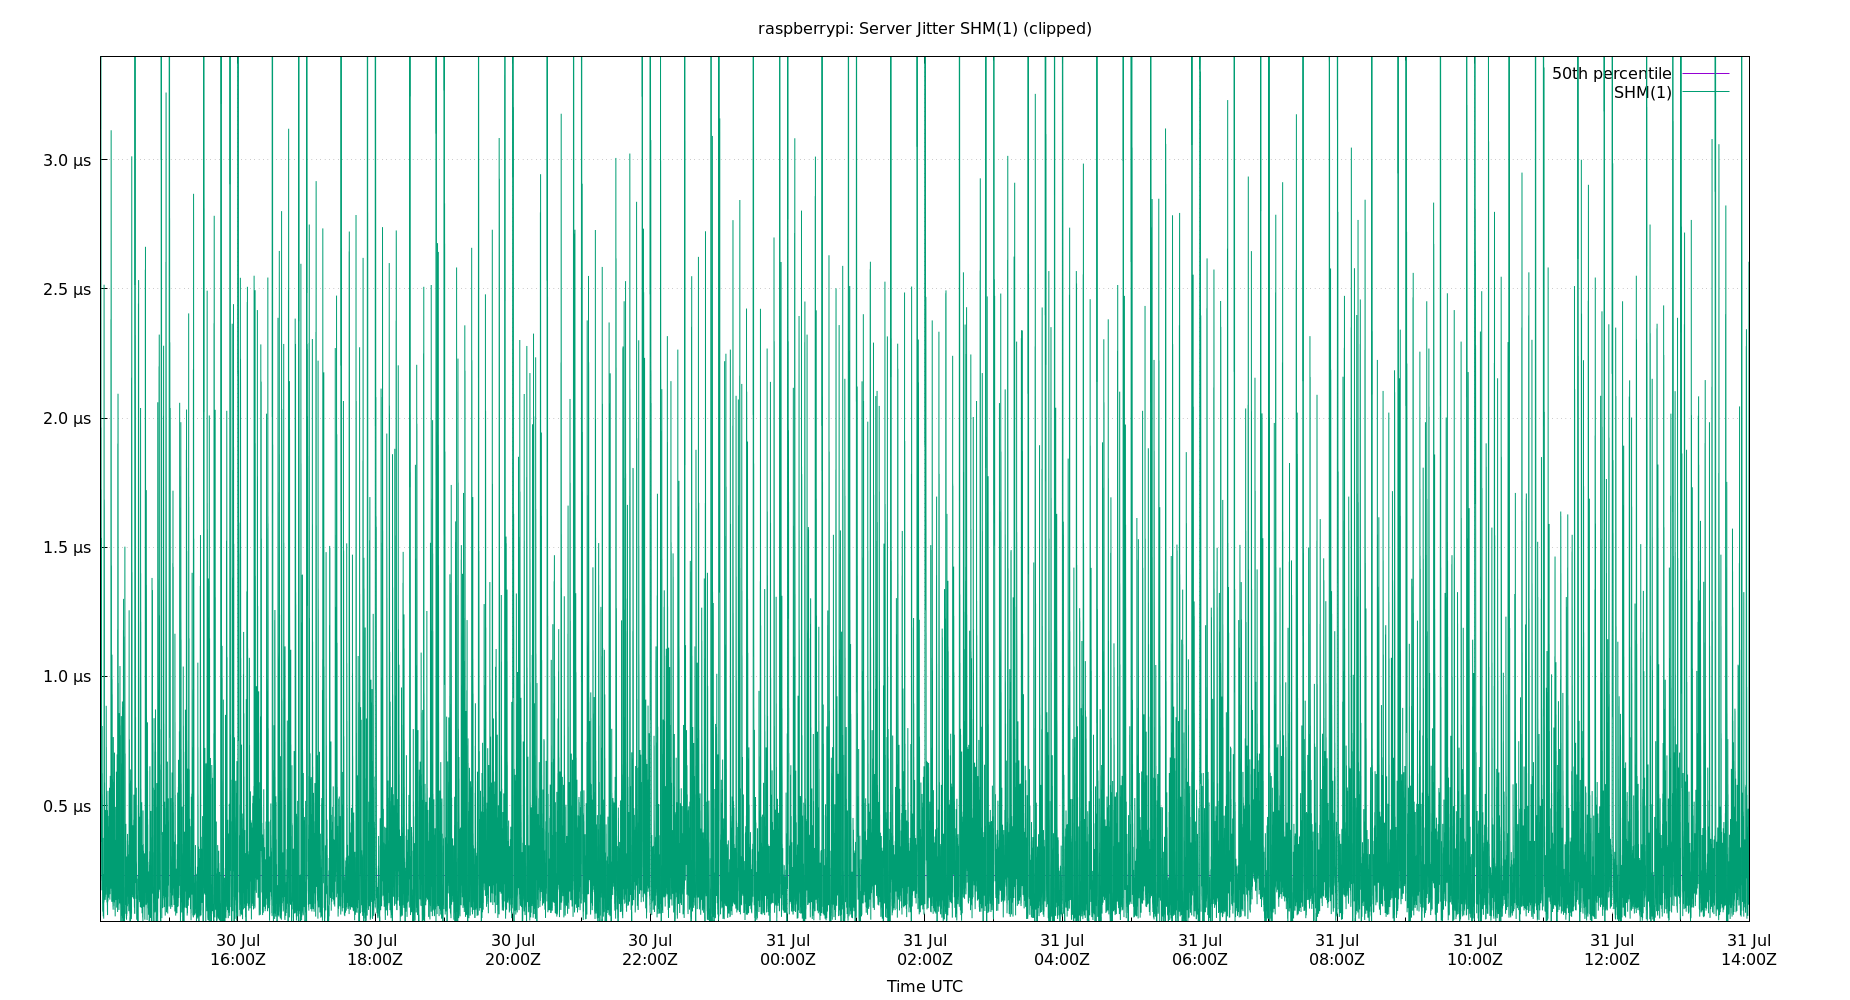 raspberrypi: Server Jitter SHM(1) (clipped)
50th percentile
SHM(1)
3.0 µs
2.5 µs
2.0 µs
1.5 µs
1.0 µs
0.5 µs
30 Jul 30 Jul 30 Jul 30 Jul 31 Jul 31 Jul 31 Jul 31 Jul 31 Jul 31 Jul 31 Jul 31 Jul
16:00Z 18:00Z 20:00Z 22:00Z 00:00Z 02:00Z 04:00Z 06:00Z 08:00Z 10:00Z 12:00Z 14:00Z
Time UTC